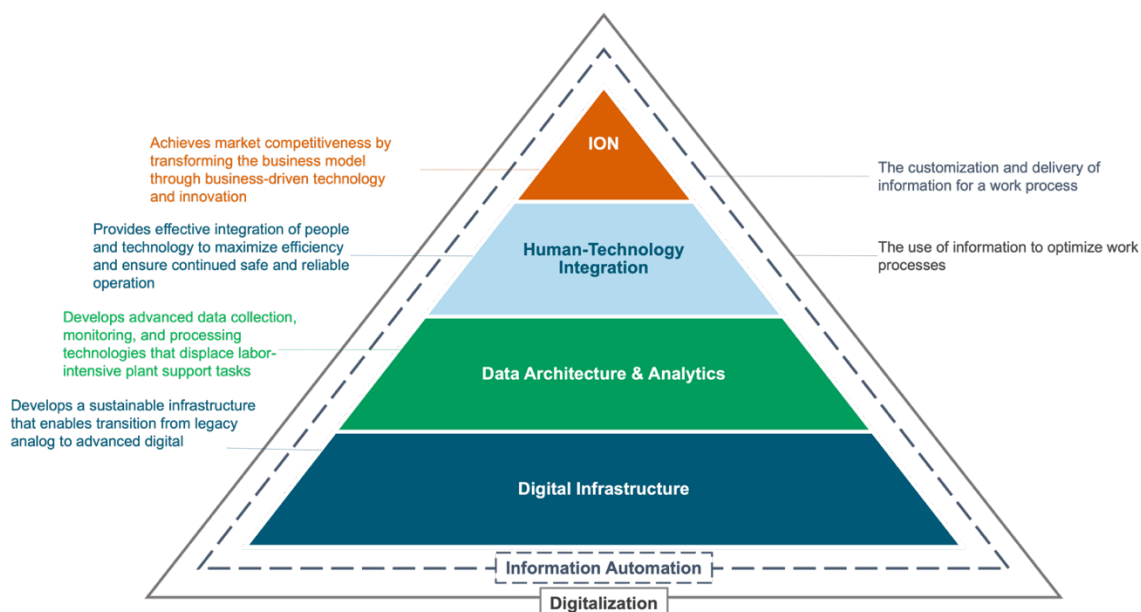 ION
Achieves market competitiveness by
transforming the business model
through business-driven technology
and innovation
The customization and delivery of
information for a work process
Provides effective integration of people
and technology to maximize efficiency
and ensure continued safe and reliable
operation
Human-Technology
Integration
The use of information to optimize work
processes
Develops advanced data collection,
monitoring, and processing
technologies that displace labor-
intensive plant support tasks
Data Architecture & Analytics
Develops a sustainable infrastructure
that enables transition from legacy
analog to advanced digital
Digital Infrastructure
Information Automation
Digitalization